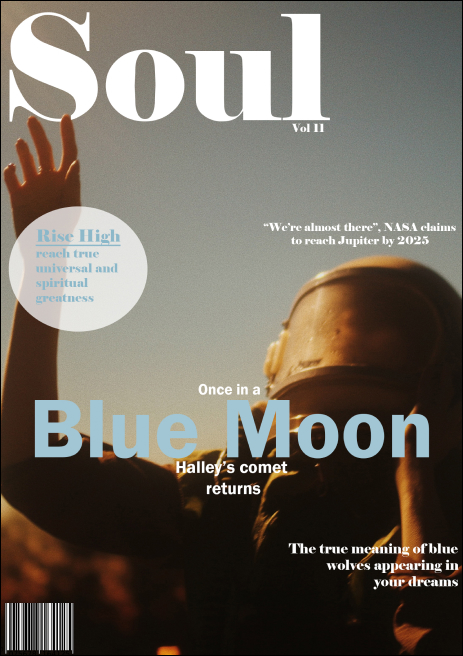 Soul
Vol II
"We're almost there", NASA claims
to reach Jupiter by 2025
Rise High
reach true
universal and
spiritual
greatness
Once in a
Blue Moon
Halley's comet
returns
The true meaning of blue
wolves appearing in
your dreams